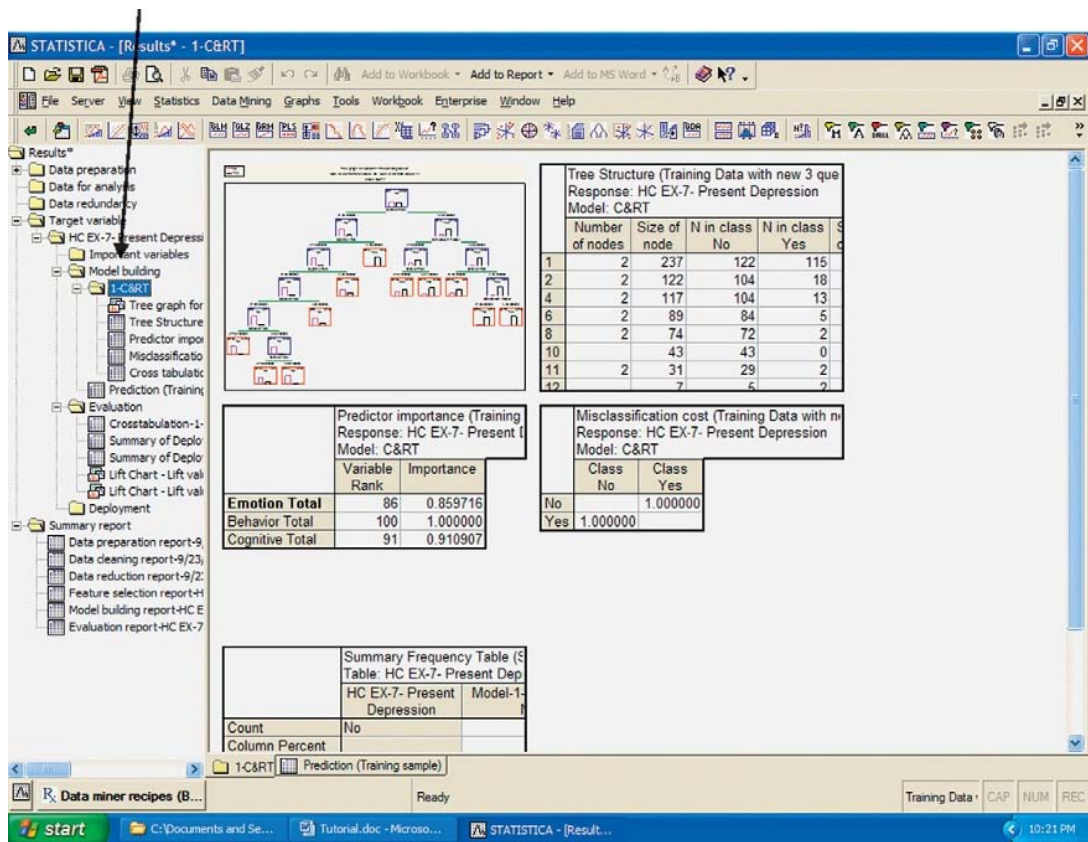 STATISTICA - [Results* - 1-C&RT]
Add to Workbook Add to Report Add to MS Word
File Server View Statistics Data Mining Graphs Tools Workbook Enterprise Window Help
Results*
Data preparation
Data for analysis
Data redundancy
Target variable
HC EX-7- Present Depressi
Important variables
Model building
1-C&RT
Tree graph for
Tree Structure
Predictor impor
Misclassificatio
Cross tabulatic
Prediction (Training
Evaluation
Crosstabulation-1-
Summary of Deplo
Summary of Deplo
Lift Chart - Lift val
Lift Chart - Lift val
Deployment
Summary report
Data preparation report-9,
Data cleaning report-9/23,
Data reduction report-9/2
Feature selection report-H
Model building report-HC E
Evaluation report-HC EX-7
Tree Structure (Training Data with new 3 que
Response: HC EX-7- Present Depression
Model: C&RT
Number of nodes Size of node N in class No N in class Yes
1 2 237 122 115
2 2 122 104 18
4 2 117 104 13
6 2 89 84 5
8 2 74 72 2
10 43 43 0
11 2 31 29 2
12 7 5 2
Predictor importance (Training
Response: HC EX-7- Present
Model: C&RT
Variable Rank Importance
Emotion Total 86 0.859716
Behavior Total 100 1.000000
Cognitive Total 91 0.910907
Misclassification cost (Training Data with
Response: HC EX-7- Present Depression
Model: C&RT
Class No Class Yes
No 1.000000
Yes 1.000000
Summary Frequency Table (S
Table: HC EX-7- Present Dep
HC EX-7- Present Depression Model-1-
Count No
Column Percent
1-C&RT Prediction (Training sample)
Data miner recipes (B... Ready Training Data CAP NUM REC
start C:\Documents and Se... Tutorial.doc - Microso... STATISTICA - [Result... 10:21 PM